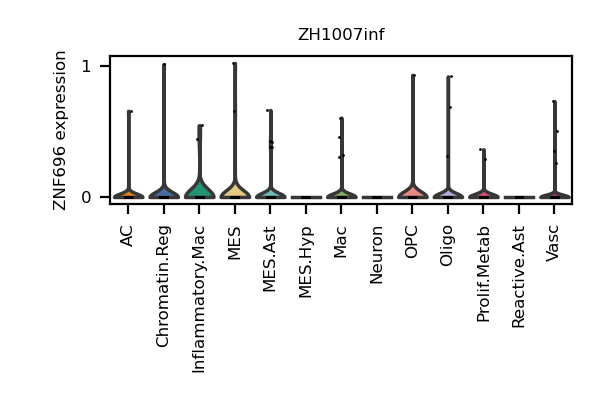 ZH1007inf
ZNF696 expression
1
0
AC
Chromatin.Reg
Inflammatory.Mac
MES
MES.Ast
MES.Hyp
Mac
Neuron
OPC
Oligo
Prolif.Metab
Reactive.Ast
Vasc